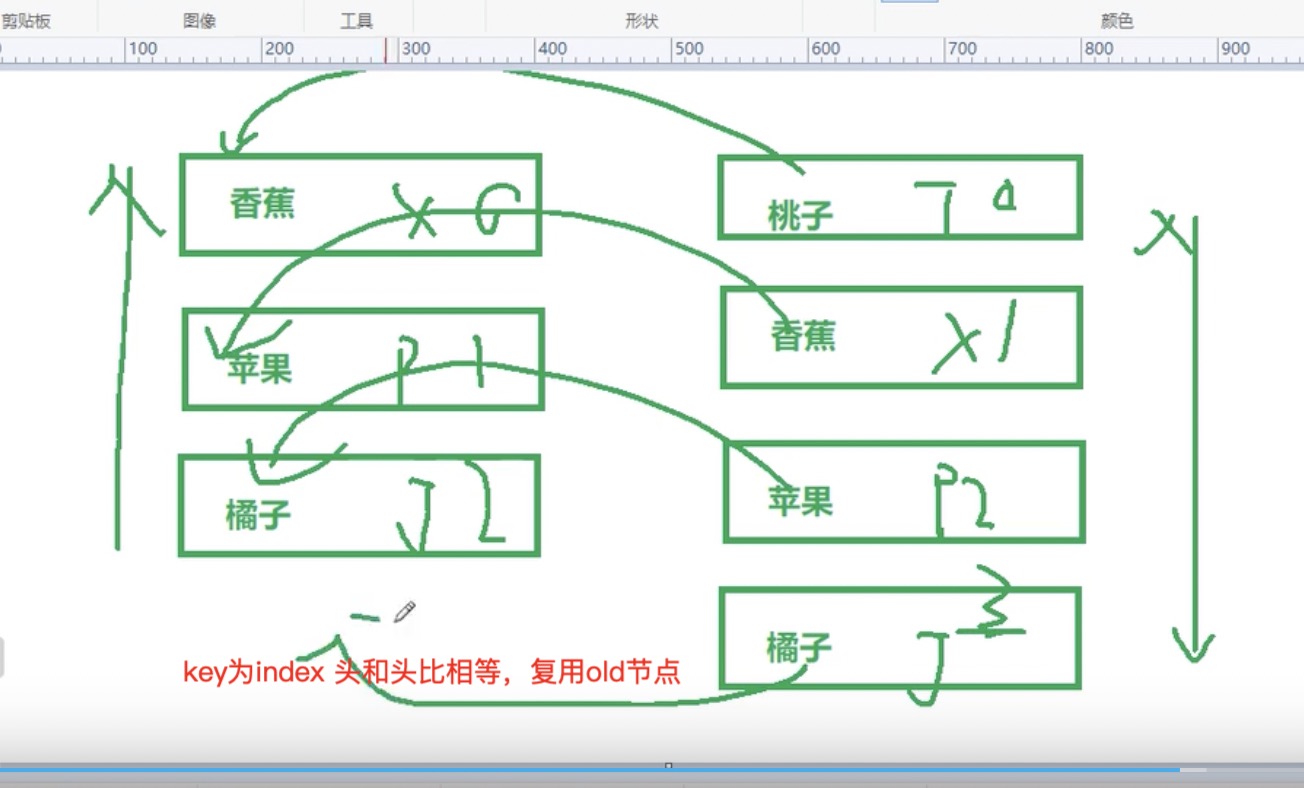 剪贴板 图像 工具 形状 颜色
100 200 300 400 500 600 700 800 900
香蕉 X 0
桃子 T 0
苹果 P 1
香蕉 X 1
橘子 J 2
苹果 P 2
橘子 J 3
key为index 头和头比相等，复用old节点